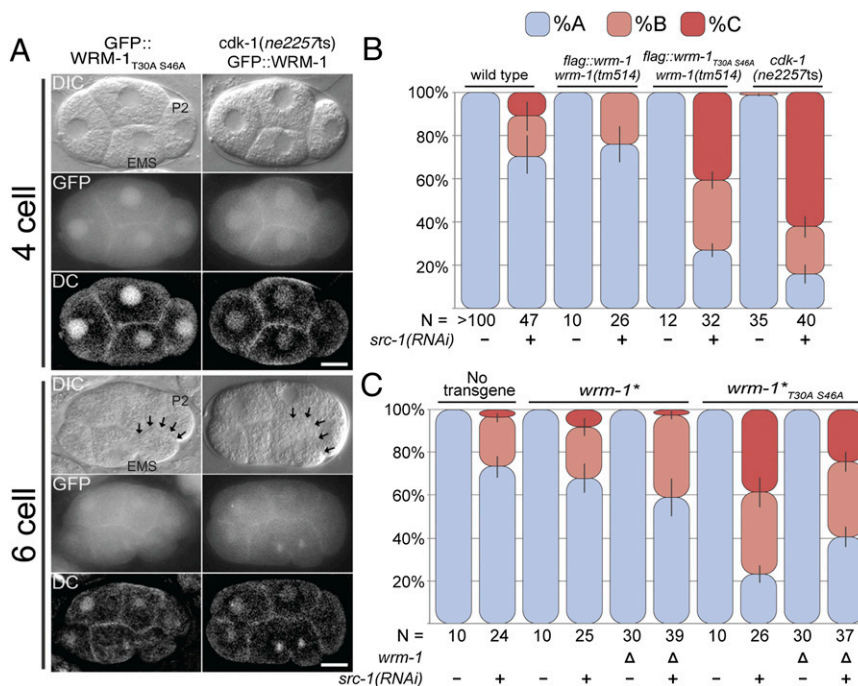 %A %B %C
A
GFP::
WRM-1T30A S46A
cdk-1(ne2257ts)
GFP::WRM-1
4 cell
DIC
P2
EMS
GFP
DC
6 cell
DIC
P2
EMS
GFP
DC
B
wild type
flag::wrm-1
wrm-1(tm514)
flag::wrm-1T30A S46A
wrm-1(tm514)
cdk-1
(ne2257ts)
100%
80%
60%
40%
20%
N = >100 47 10 26 12 32 35 40
src-1(RNAi) – + – + – + – +
C
No
transgene
wrm-1*
wrm-1*T30A S46A
100%
80%
60%
40%
20%
N = 10 24 10 25 30 39 10 26 30 37
wrm-1 Δ Δ Δ Δ
src-1(RNAi) – + – + – + – + – +